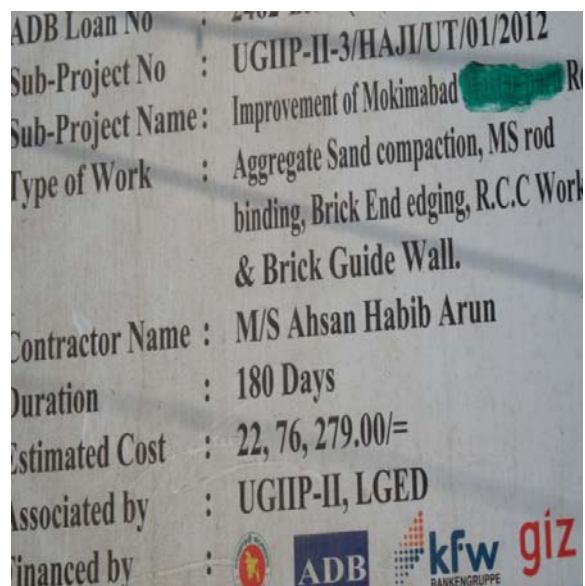 ADB Loan No :
Sub-Project No : UGIIP-II-3/HAJI/UT/01/2012
Sub-Project Name : Improvement of Mokimabad
Type of Work : Aggregate Sand compaction, MS rod
binding, Brick End edging, R.C.C Work
& Brick Guide Wall.
Contractor Name : M/S Ahsan Habib Arun
Duration : 180 Days
Estimated Cost : 22, 76, 279.00/=
Associated by : UGIIP-II, LGED
Financed by : ADB kfw giz
BANKENGRUPPE